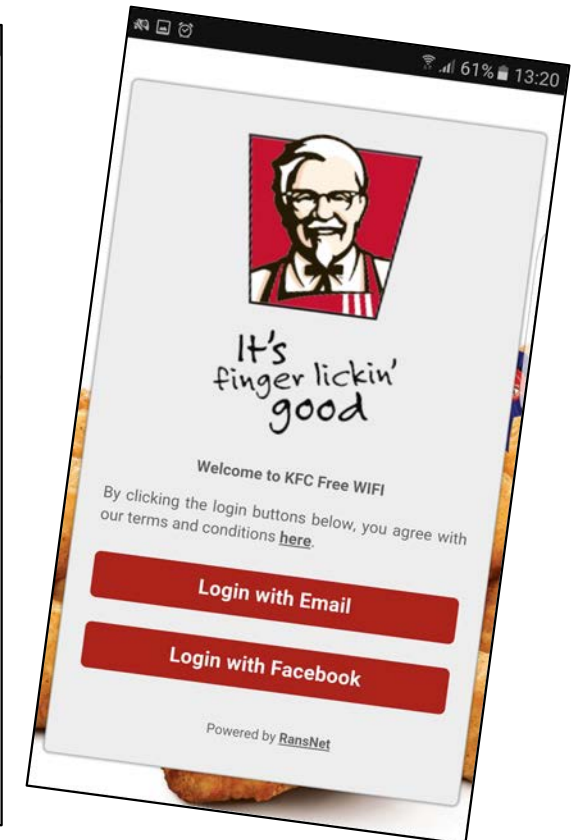 61% 13:20
It's
finger lickin'
good
Welcome to KFC Free WIFI
By clicking the login buttons below, you agree with
our terms and conditions here.
Login with Email
Login with Facebook
Powered by RansNet